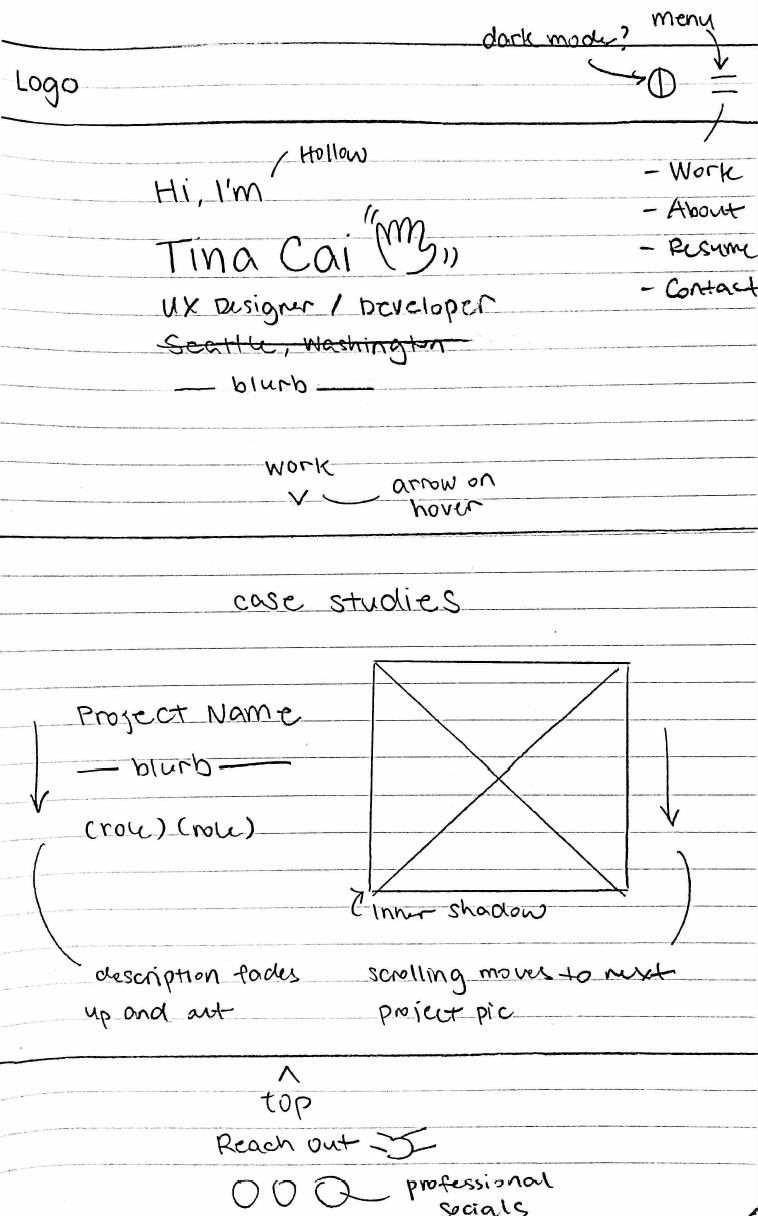 menu
dark mode?
Logo
Hollow
Hi, I'm
- Work
- About
- Resume
- Contact
Tina Cai
UX Designer / Developer
Seattle, Washington
blurb
work
arrow on
hover
case studies
Project Name
blurb
(role) (role)
inner shadow
description fades
up and out
scrolling moves to next
project pic
top
Reach out
professional
socials